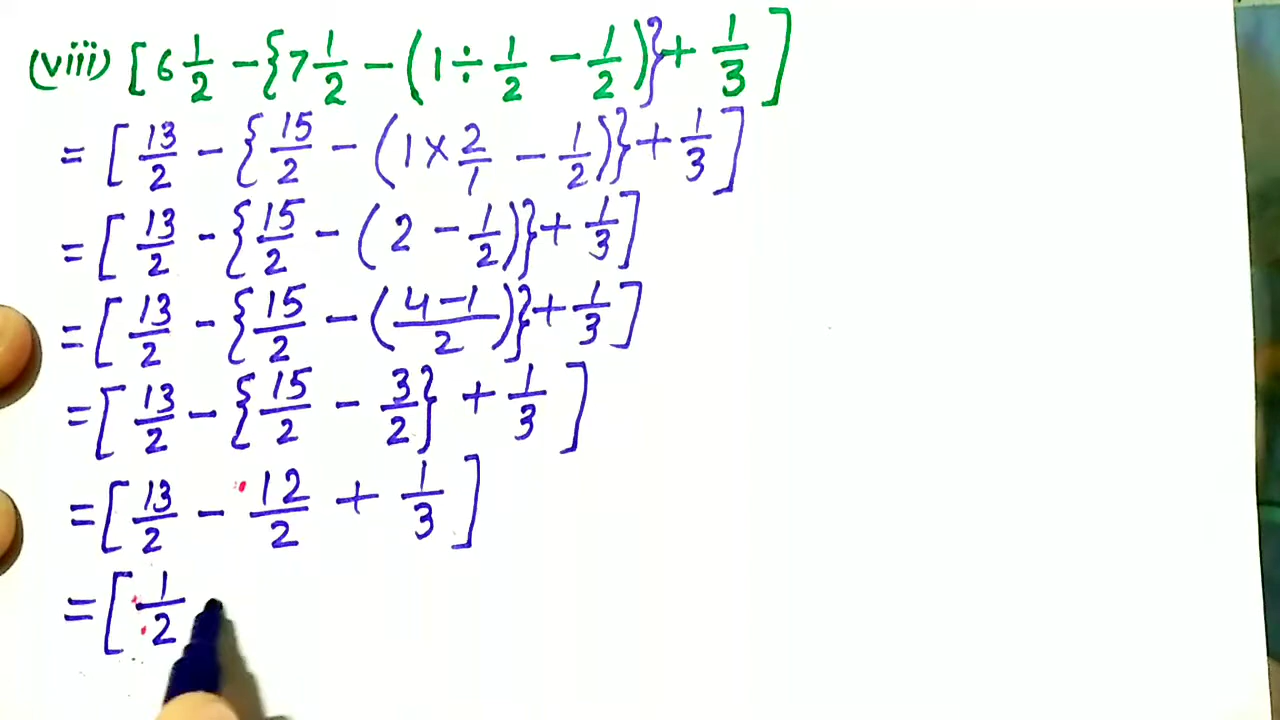 (viii) [6 1/2 - {7 1/2 - (1 ÷ 1/2 - 1/2)} + 1/3]
= [13/2 - {15/2 - (1 × 2/1 - 1/2)} + 1/3]
= [13/2 - {15/2 - (2 - 1/2)} + 1/3]
= [13/2 - {15/2 - ((4-1)/2)} + 1/3]
= [13/2 - {15/2 - 3/2} + 1/3]
= [13/2 - 12/2 + 1/3]
= [1/2